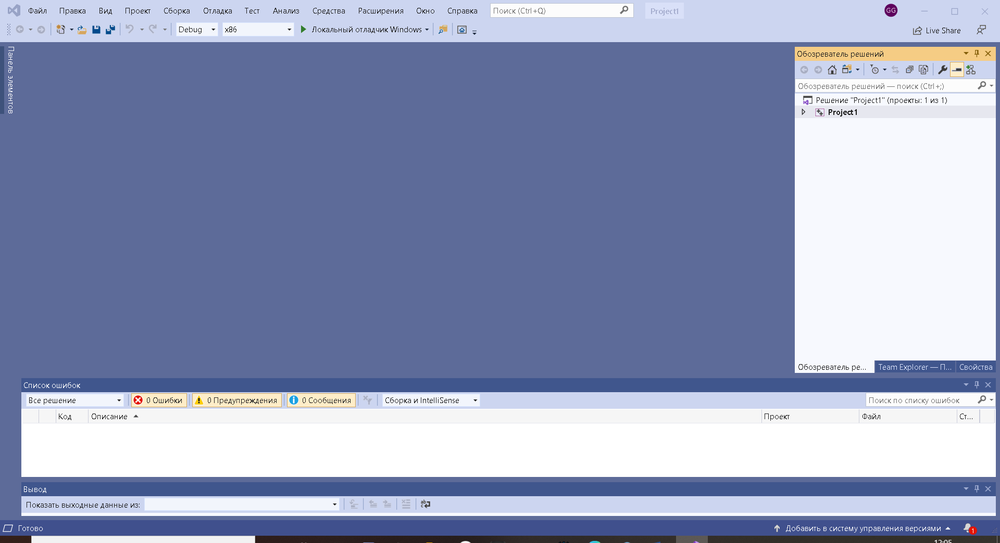 Файл Правка Вид Проект Сборка Отладка Тест Анализ Средства Расширения Окно Справка Поиск (Ctrl+Q) Project1 GG
Debug x86 Локальный отладчик Windows Live Share
Панель элементов
Обозреватель решений
Обозреватель решений — поиск (Ctrl+;)
Решение "Project1" (проекты: 1 из 1)
Project1
Обозреватель ре... Team Explorer — П... Свойства
Список ошибок
Все решение 0 Ошибки 0 Предупреждения 0 Сообщения Сборка и IntelliSense Поиск по списку ошибок
Код Описание Проект Файл Ст...
Вывод
Показать выходные данные из:
Готово Добавить в систему управления версиями 1
12:05